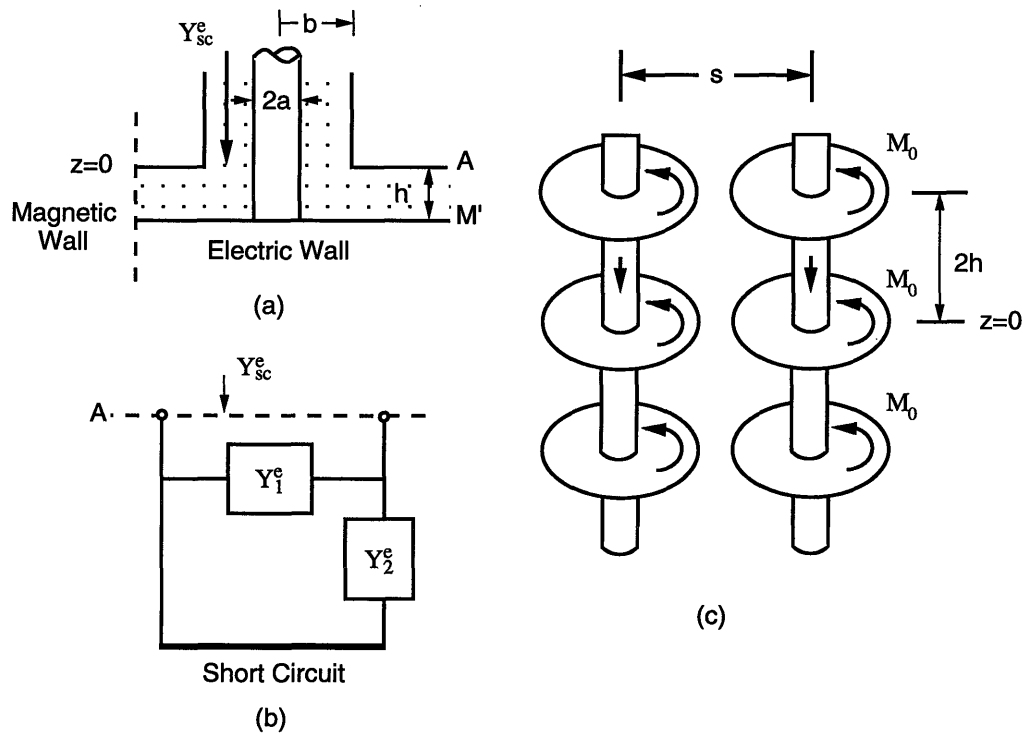 Y^e_sc
b
2a
z=0
A
h
M'
Magnetic
Wall
Electric Wall
(a)
Y^e_sc
A
Y^e_1
Y^e_2
Short Circuit
(b)
s
M_0
2h
M_0
z=0
M_0
(c)